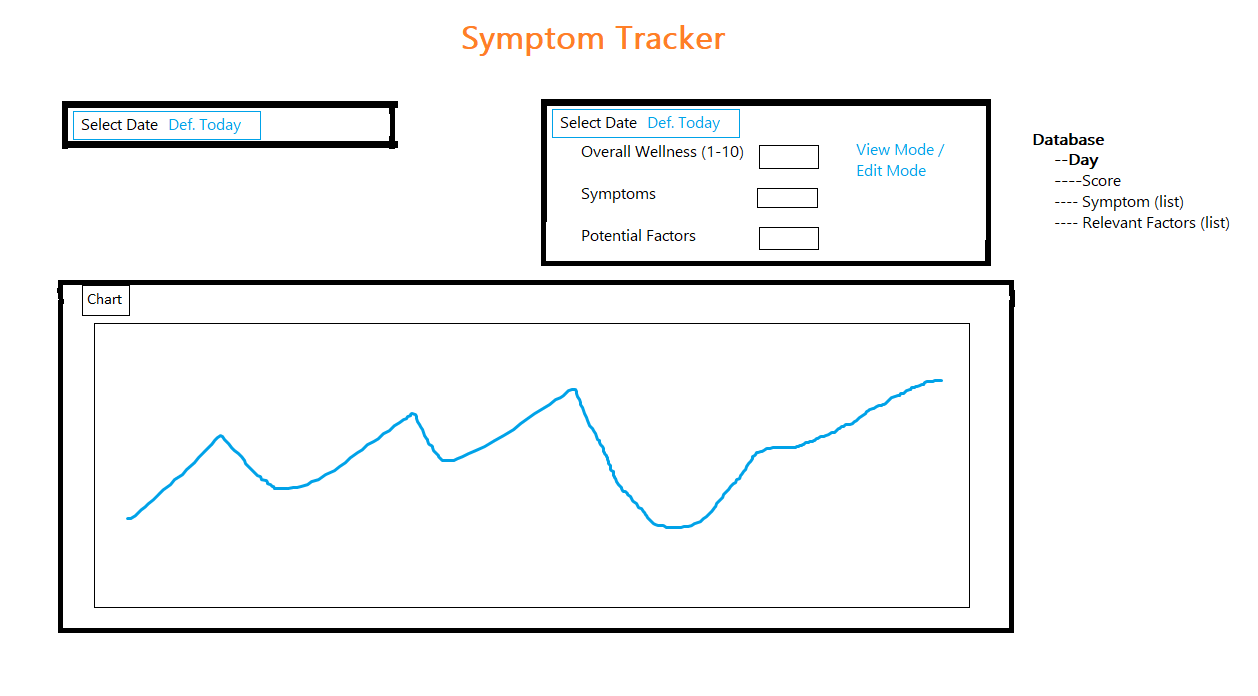 Symptom Tracker
Select Date Def. Today
Select Date Def. Today
Overall Wellness (1-10)
View Mode /
Edit Mode
Symptoms
Potential Factors
Database
--Day
----Score
---- Symptom (list)
---- Relevant Factors (list)
Chart